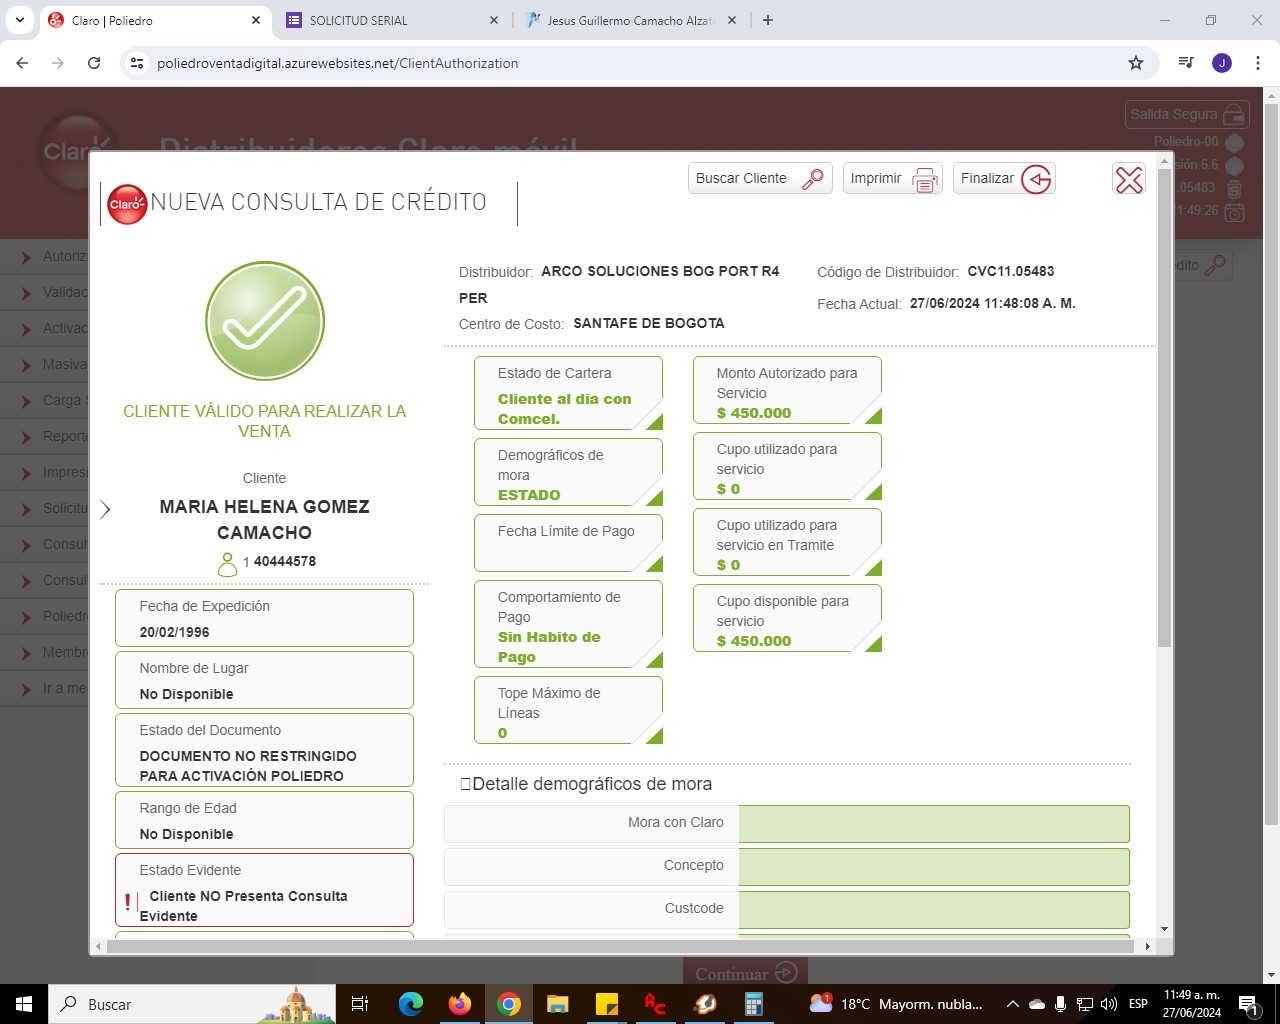 Claro | Poliedro
SOLICITUD SERIAL
Jesus Guillermo Camacho Alzat
poliedroventadigital.azurewebsites.net/ClientAuthorization
J
Claro
Distribuidores Claro móvil
Salida Segura
Poliedro-00
sión 6.6
.05483
1:49:26
Buscar Cliente
Imprimir
Finalizar
Claro
NUEVA CONSULTA DE CRÉDITO
Autoriz
Validac
Activac
Masiva
Carga S
Reporte
Impresi
Solicitu
Consul
Consul
Poliedr
Membr
Ir a me
dito
CLIENTE VÁLIDO PARA REALIZAR LA
VENTA
Cliente
MARIA HELENA GOMEZ
CAMACHO
1 40444578
Fecha de Expedición
20/02/1996
Nombre de Lugar
No Disponible
Estado del Documento
DOCUMENTO NO RESTRINGIDO
PARA ACTIVACIÓN POLIEDRO
Rango de Edad
No Disponible
Estado Evidente
! Cliente NO Presenta Consulta
Evidente
Distribuidor: ARCO SOLUCIONES BOG PORT R4
PER
Centro de Costo: SANTAFE DE BOGOTA
Código de Distribuidor: CVC11.05483
Fecha Actual: 27/06/2024 11:48:08 A. M.
Estado de Cartera
Cliente al dia con
Comcel.
Demográficos de
mora
ESTADO
Fecha Límite de Pago
Comportamiento de
Pago
Sin Habito de
Pago
Tope Máximo de
Líneas
0
Monto Autorizado para
Servicio
$ 450.000
Cupo utilizado para
servicio
$ 0
Cupo utilizado para
servicio en Tramite
$ 0
Cupo disponible para
servicio
$ 450.000
Detalle demográficos de mora
Mora con Claro
Concepto
Custcode
Continuar
Buscar
1
18°C Mayorm. nubla...
ESP
11:49 a. m.
27/06/2024
1